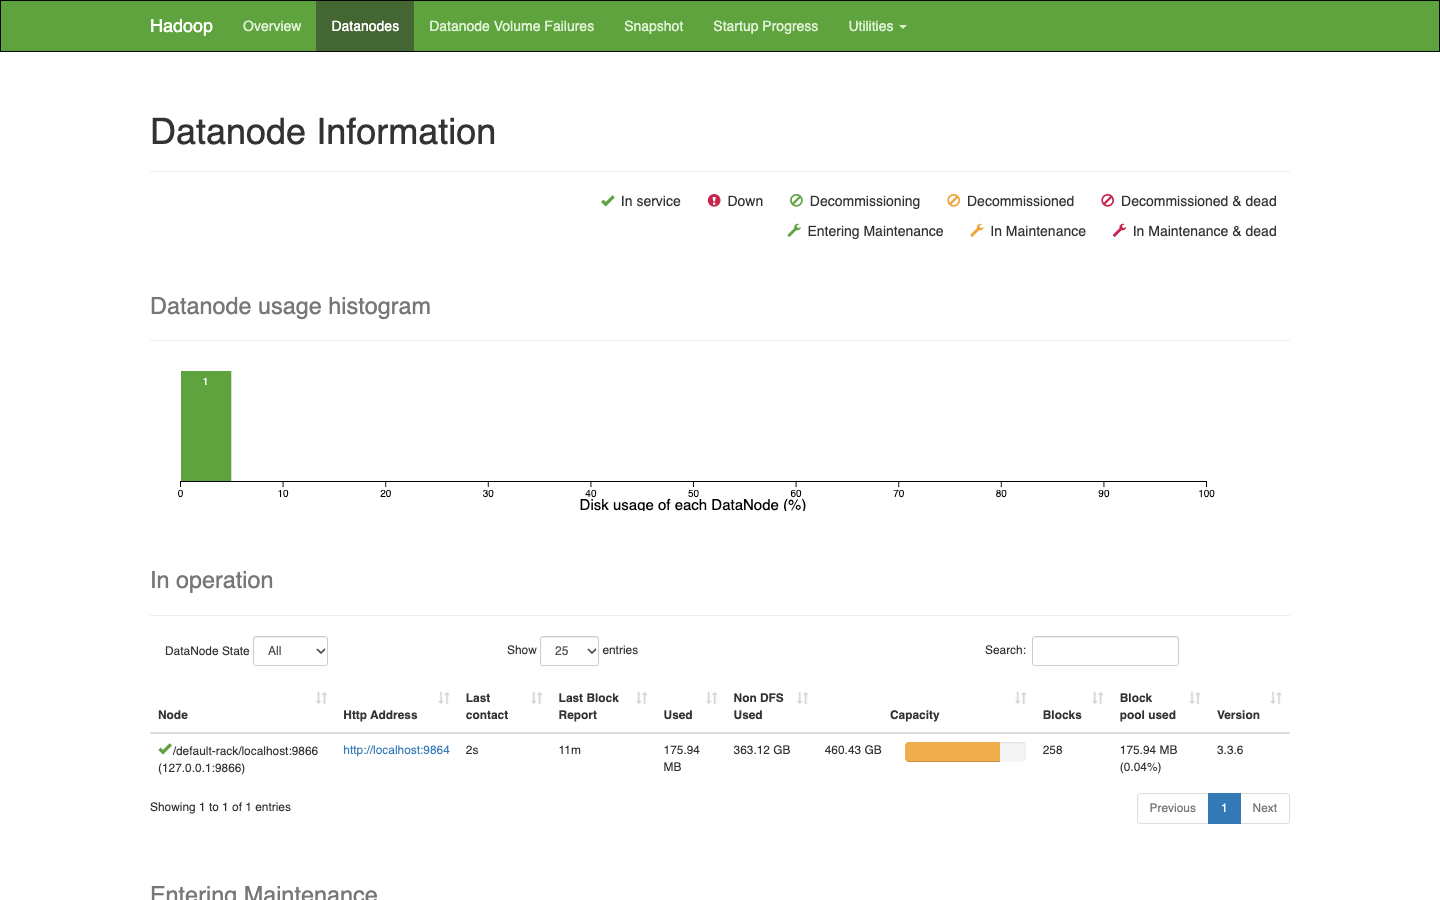 Hadoop Overview Datanodes Datanode Volume Failures Snapshot Startup Progress Utilities
Datanode Information
In service Down Decommissioning Decommissioned Decommissioned & dead
Entering Maintenance In Maintenance In Maintenance & dead
Datanode usage histogram
1
0 10 20 30 40 50 60 70 80 90 100
Disk usage of each DataNode (%)
In operation
DataNode State All Show 25 entries Search:
Node Http Address Last contact Last Block Report Used Non DFS Used Capacity Blocks Block pool used Version
/default-rack/localhost:9866 http://localhost:9864 2s 11m 175.94 363.12 GB 460.43 GB 258 175.94 MB 3.3.6
(127.0.0.1:9866) MB (0.04%)
Showing 1 to 1 of 1 entries Previous 1 Next
Entering Maintenance